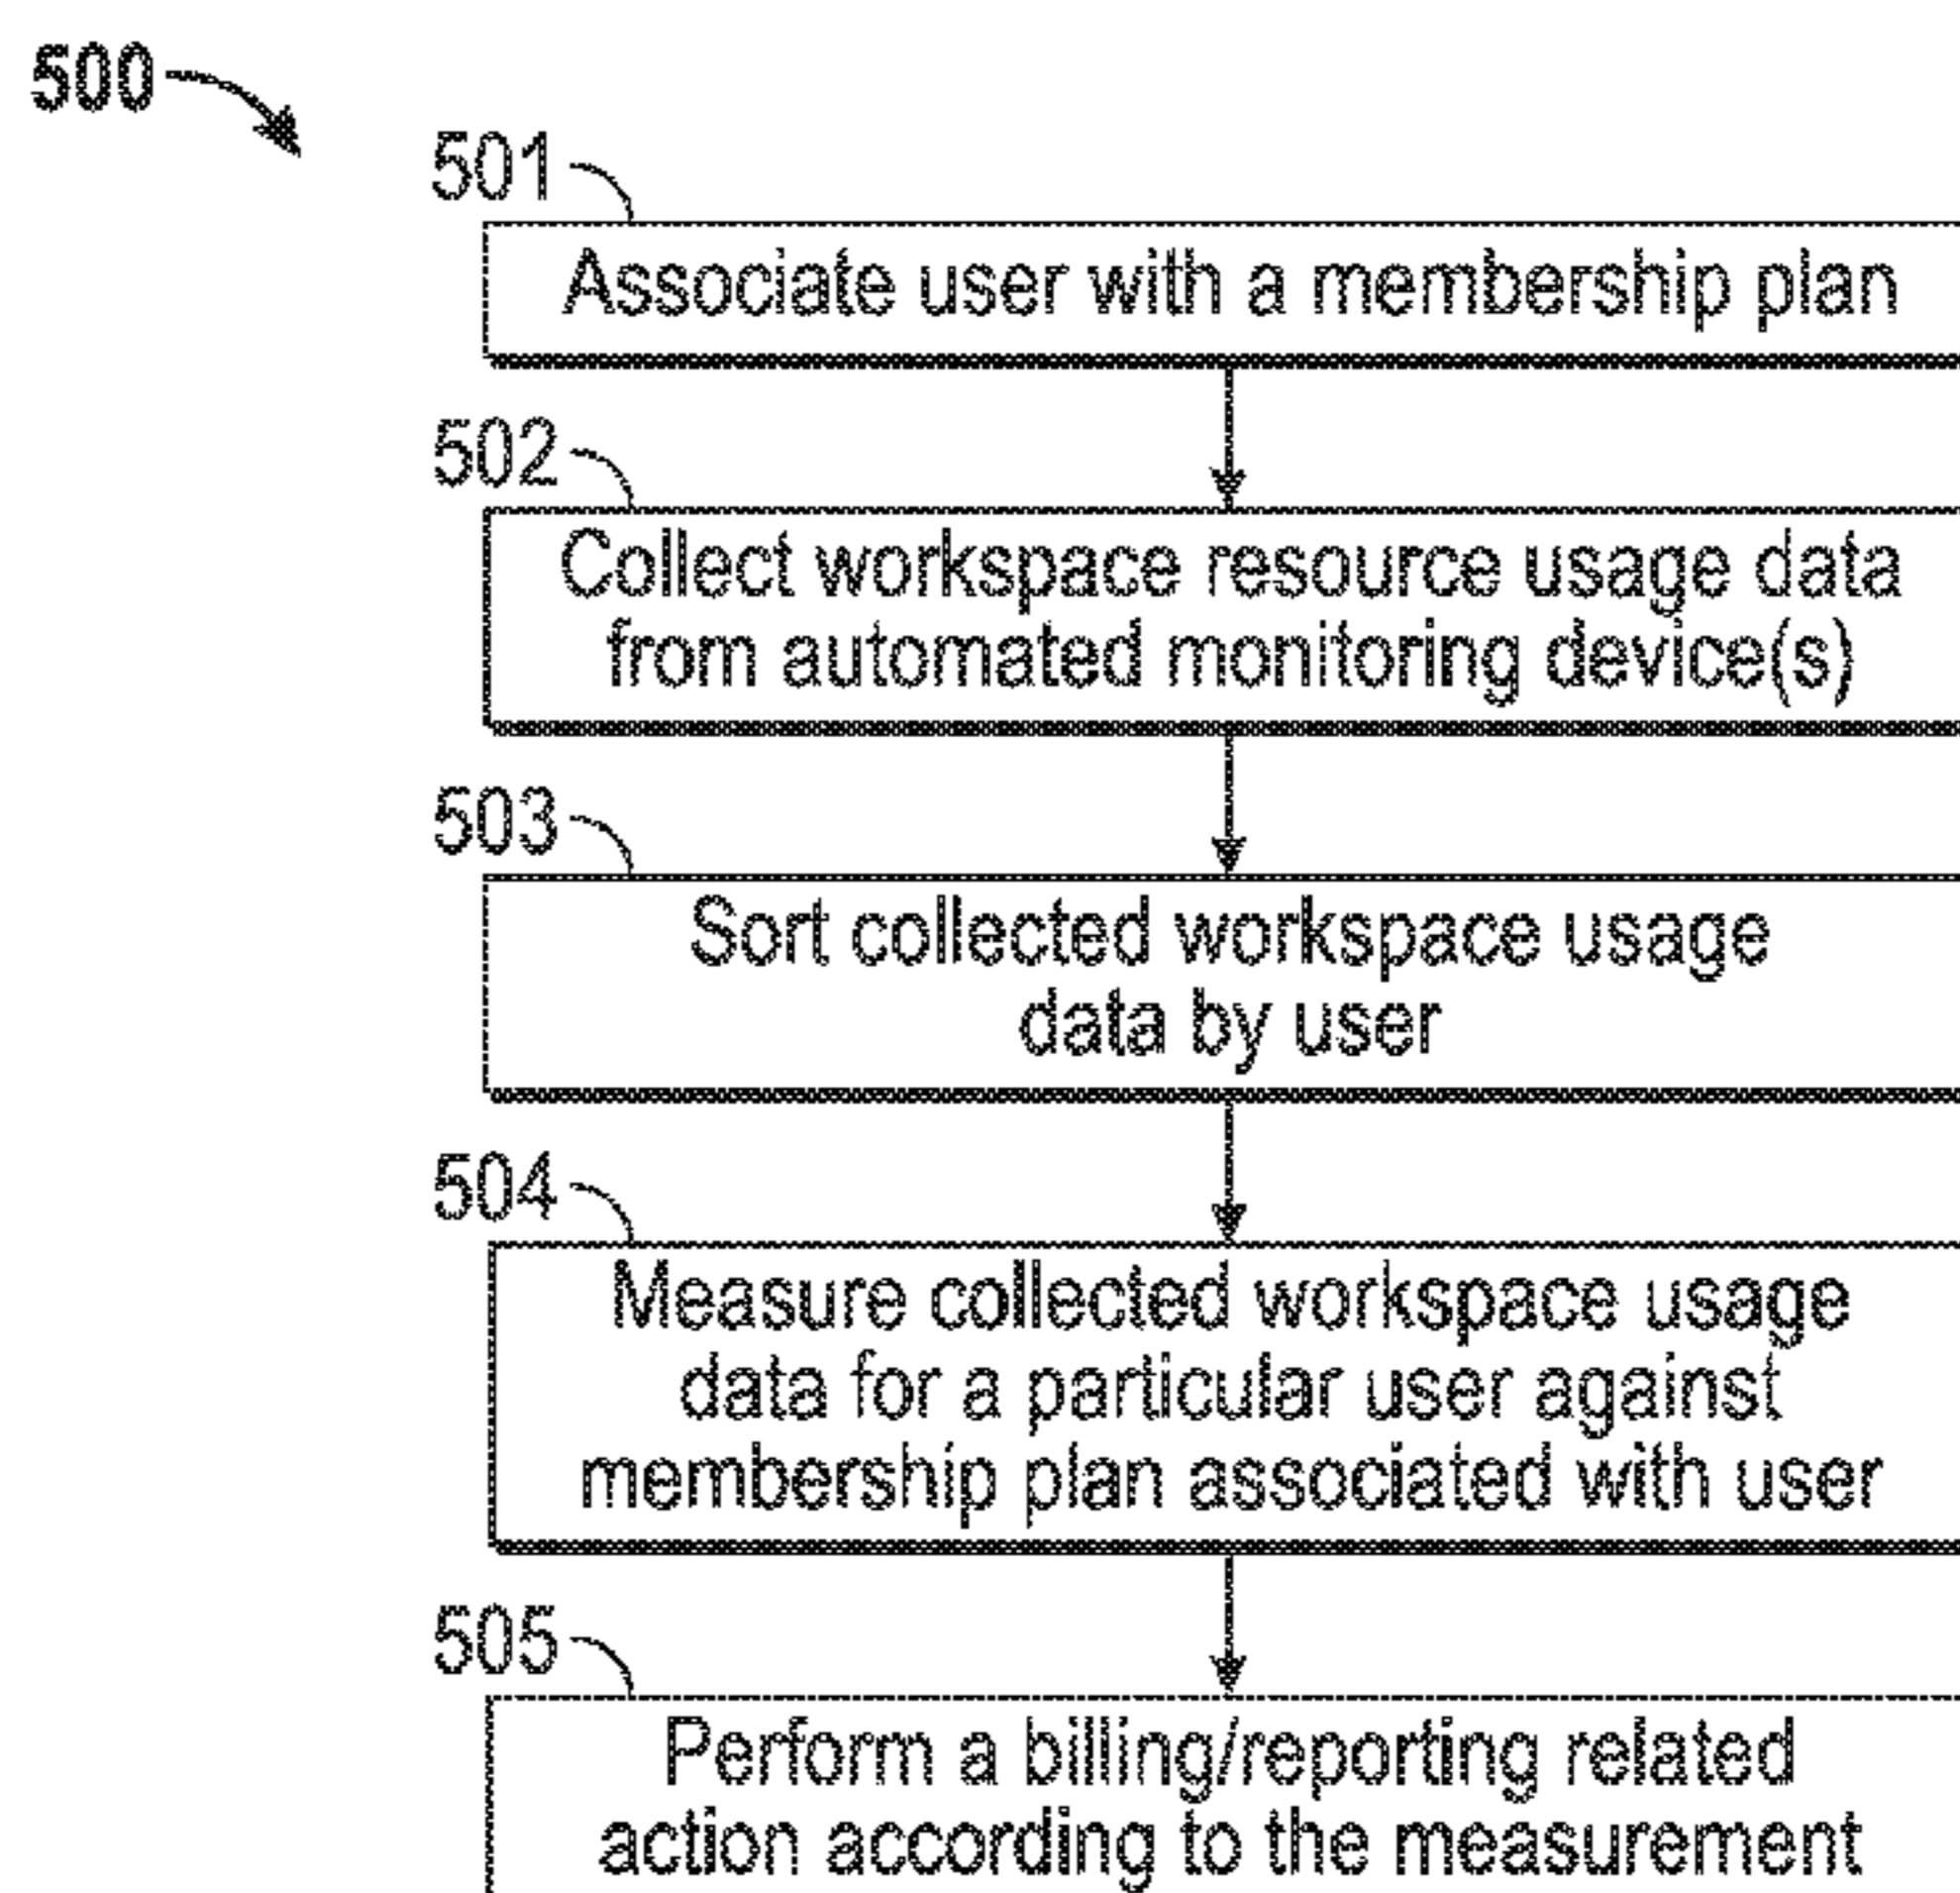 500
501
Associate user with a membership plan
502
Collect workspace resource usage data
from automated monitoring device(s)
503
Sort collected workspace usage
data by user
504
Measure collected workspace usage
data for a particular user against
membership plan associated with user
505
Perform a billing/reporting related
action according to the measurement